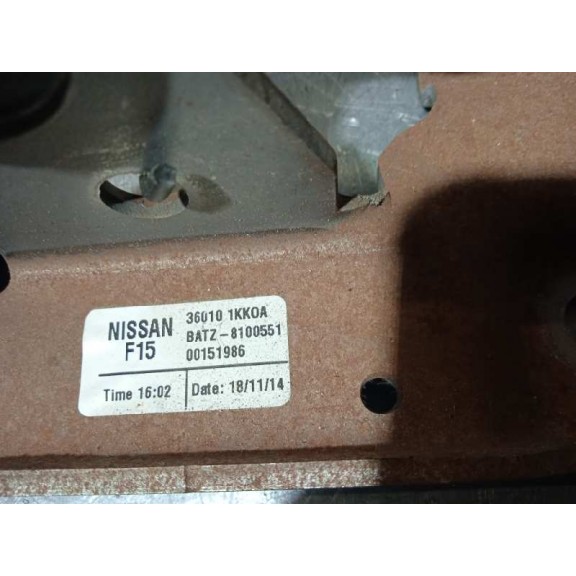 NISSAN
F15
36010 1KK0A
BATZ-8100551
00151986
Time 16:02
Date: 18/11/14